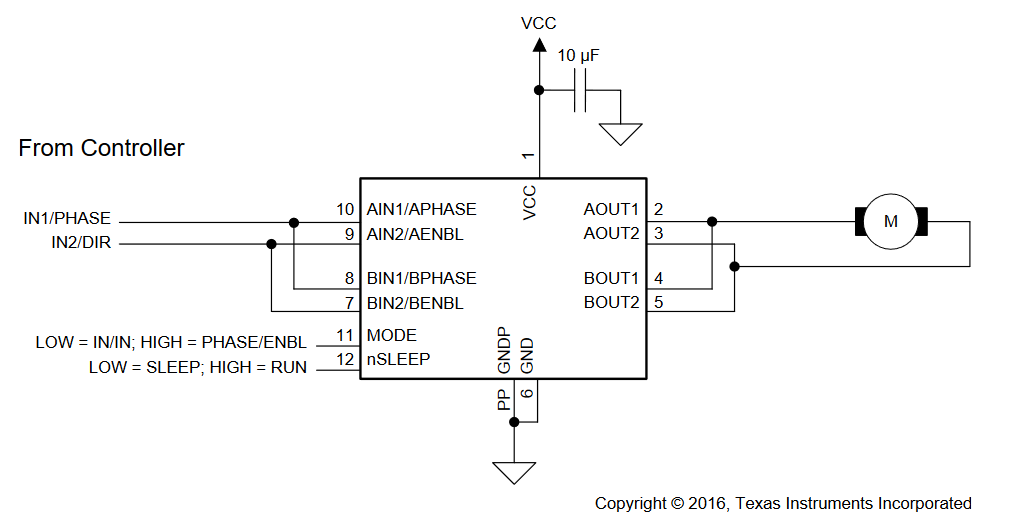 VCC
10 µF
From Controller
1
VCC
IN1/PHASE
10 AIN1/APHASE
AOUT1 2
IN2/DIR
9 AIN2/AENBL
AOUT2 3
M
8 BIN1/BPHASE
BOUT1 4
7 BIN2/BENBL
BOUT2 5
LOW = IN/IN; HIGH = PHASE/ENBL
11 MODE
LOW = SLEEP; HIGH = RUN
12 nSLEEP
GNDP
GND
PP
6
Copyright © 2016, Texas Instruments Incorporated